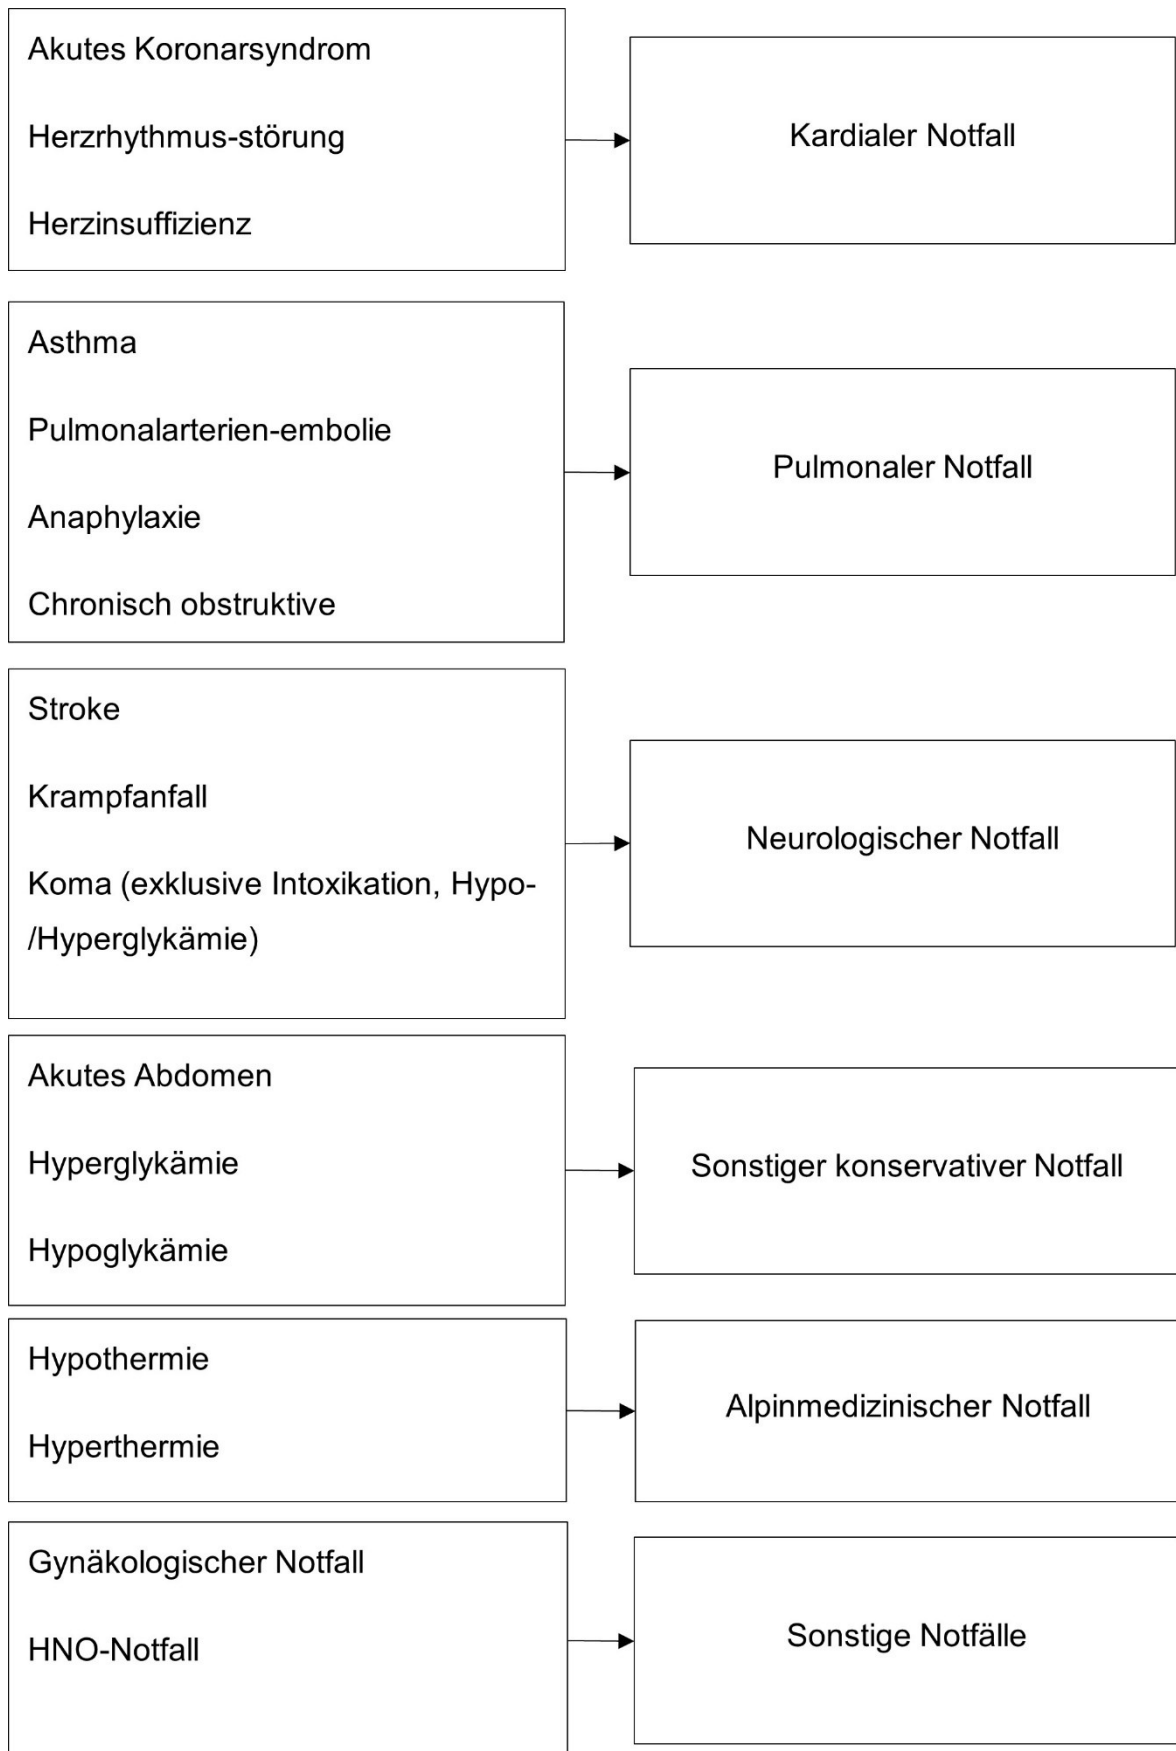 Akutes Koronarsyndrom
Herzrhythmus-störung
Herzinsuffizienz
Kardialer Notfall
Asthma
Pulmonalarterien-embolie
Anaphylaxie
Chronisch obstruktive
Pulmonaler Notfall
Stroke
Krampfanfall
Koma (exklusive Intoxikation, Hypo-
/Hyperglykämie)
Neurologischer Notfall
Akutes Abdomen
Hyperglykämie
Hypoglykämie
Sonstiger konservativer Notfall
Hypothermie
Hyperthermie
Alpinmedizinischer Notfall
Gynäkologischer Notfall
HNO-Notfall
Sonstige Notfälle